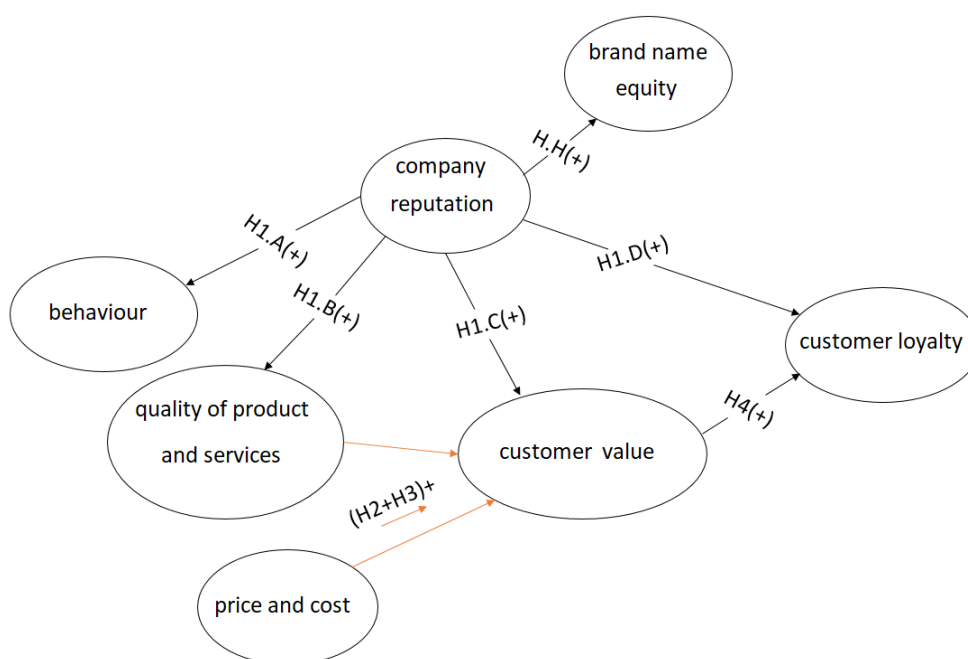 brand name
equity
H.H(+)
company
reputation
H1.A(+)
H1.D(+)
behaviour
H1.B(+)
H1.C(+)
customer loyalty
quality of product
and services
H4(+)
customer value
(H2+H3)+
price and cost